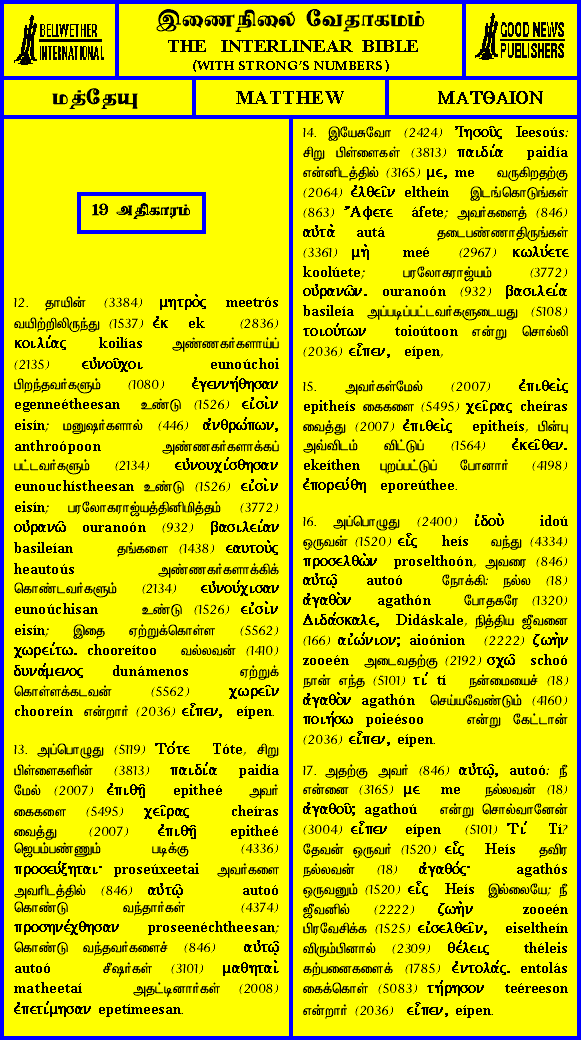 BELLWETHER
INTERNATIONAL
இணைநிலை வேதாகமம்
THE INTERLINEAR BIBLE
(WITH STRONG'S NUMBERS)
GOOD NEWS
PUBLISHERS
மத்தேயு
MATTHEW
ΜΑΤΘΑΙΟΝ
19 அதிகாரம்
12. தாயின் (3384) μητρὸς meetrós
வயிற்றிலிருந்து (1537) ἐκ ek (2836)
κοιλίας koilías அண்ணகர்களாய்ப்
(2135) εὐνοῦχοι eunoúchoi
பிறந்தவர்களும் (1080) ἐγεννήθησαν
egenneétheesan உண்டு (1526) εἰσὶν
eisín; மனுஷர்களால் (446) ἀνθρώπων,
anthroópoon அண்ணகர்களாக்கப்
பட்டவர்களும் (2134) εὐνουχίσθησαν
eunouchístheesan உண்டு (1526) εἰσὶν
eisín; பரலோகராஜ்யத்தினிமித்தம் (3772)
οὐρανῶ ouranoón (932) βασιλείαν
basileían தங்களை (1438) εαυτοὺς
heautoús அண்ணகர்களாக்கிக்
கொண்டவர்களும் (2134) εὐνούχισαν
eunoúchisan உண்டு (1526) εἰσὶν
eisín; இதை ஏற்றுக்கொள்ள (5562)
χωρείτω. chooreítoo வல்லவன் (1410)
δυνάμενος dunámenos ஏற்றுக்
கொள்ளக்கடவன் (5562) χωρεῖν
chooreín என்றார் (2036) εἶπεν, eípen.
13. அப்பொழுது (5119) Τότε Tóte, சிறு
பிள்ளைகளின் (3813) παιδία paidía
மேல் (2007) ἐπιθῆ epitheé அவர்
கைகளை (5495) χεῖρας cheíras
வைத்து (2007) ἐπιθῆ epitheé
ஜெபம்பண்ணும் படிக்கு (4336)
προσεύξηται· proseúxeetai அவர்களை
அவரிடத்தில் (846) αὐτῷ autoó
கொண்டு வந்தார்கள் (4374)
προσηνέχθησαν proseenéchtheesan;
கொண்டு வந்தவர்களைச் (846) αὐτῷ
autoó சீஷர்கள் (3101) μαθηταὶ
matheetaí அதட்டினார்கள் (2008)
ἐπετίμησαν epetímeesan.
14. இயேசுவோ (2424) Ἰησοῦς Ieesoús:
சிறு பிள்ளைகள் (3813) παιδία paidía
என்னிடத்தில் (3165) με, me வருகிறதற்கு
(2064) ἐλθεῖν eltheín இடங்கொடுங்கள்
(863) Ἄφετε áfete; அவர்களைத் (846)
αὐτὰ autá தடைபண்ணாதிருங்கள்
(3361) μὴ meé (2967) κωλύετε
koolúete; பரலோகராஜ்யம் (3772)
οὐρανῶν. ouranoón (932) βασιλεία
basileía அப்படிப்பட்டவர்களுடையது (5108)
τοιούτων toioútoon என்று சொல்லி
(2036) εἶπεν, eípen,
15. அவர்கள்மேல் (2007) ἐπιθεὶς
epitheís கைகளை (5495) χεῖρας cheíras
வைத்து (2007) ἐπιθεὶς epitheís, பின்பு
அவ்விடம் விட்டுப் (1564) ἐκεῖθεν.
ekeíthen புறப்பட்டுப் போனார் (4198)
ἐπορεύθη eporeúthee.
16. அப்பொழுது (2400) ἰδοὺ idoú
ஒருவன் (1520) εἷς heís வந்து (4334)
προσελθὼν proselthoón, அவரை (846)
αὐτῷ autoó நோக்கி: நல்ல (18)
ἀγαθὸν agathón போதகரே (1320)
Διδάσκαλε, Didáskale, நித்திய ஜீவனை
(166) αἰώνιον; aioónion (2222) ζωὴν
zooeén அடைவதற்கு (2192) σχῶ schoó
நான் எந்த (5101) τί tí நன்மையைச் (18)
ἀγαθὸν agathón செய்யவேண்டும் (4160)
ποιήσω poieésoo என்று கேட்டான்
(2036) εἶπεν, eípen.
17. அதற்கு அவர் (846) αὐτῷ, autoó: நீ
என்னை (3165) με me நல்லவன் (18)
ἀγαθοῦ; agathoú என்று சொல்வானேன்
(3004) εἶπεν eípen (5101) Τί Tí?
தேவன் ஒருவர் (1520) εἷς Heís தவிர
நல்லவன் (18) ἀγαθός· agathós
ஒருவனும் (1520) εἷς Heís இல்லையே; நீ
ஜீவனில் (2222) ζωὴν zooeén
பிரவேசிக்க (1525) εἰσελθεῖν, eiseltheín
விரும்பினால் (2309) θέλεις théleis
கற்பனைகளைக் (1785) ἐντολάς. entolás
கைக்கொள் (5083) τήρησον teéreeson
என்றார் (2036) εἶπεν, eípen.